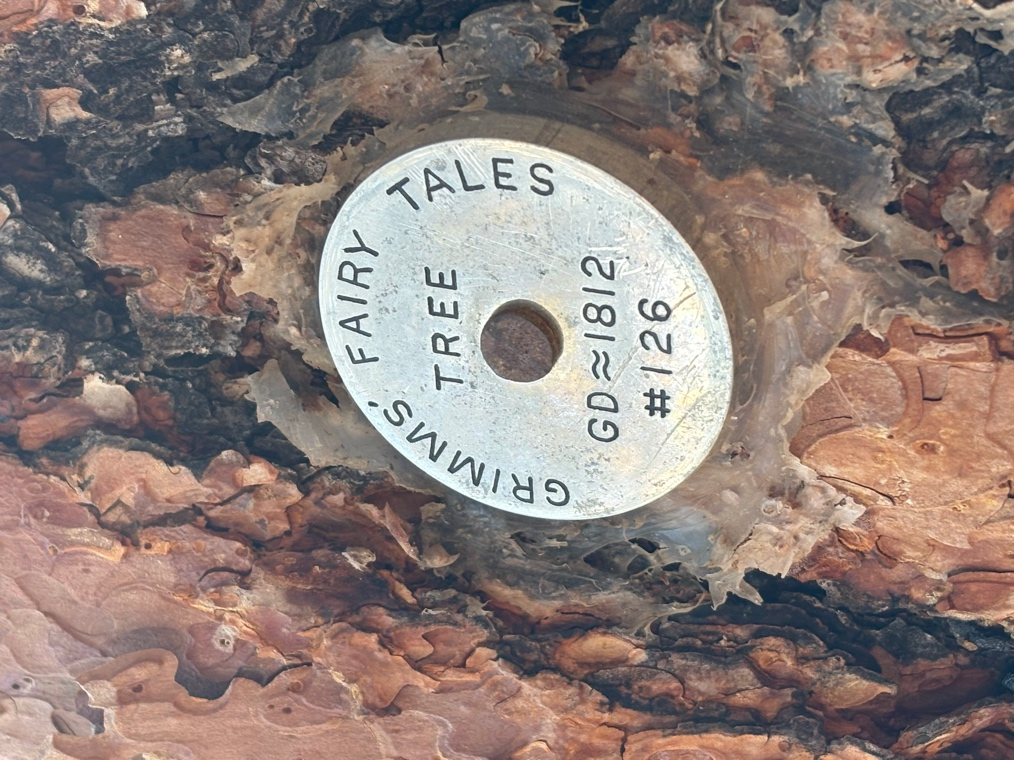 GRIMMS' FAIRY TALES
TREE
GD≈1812
#126